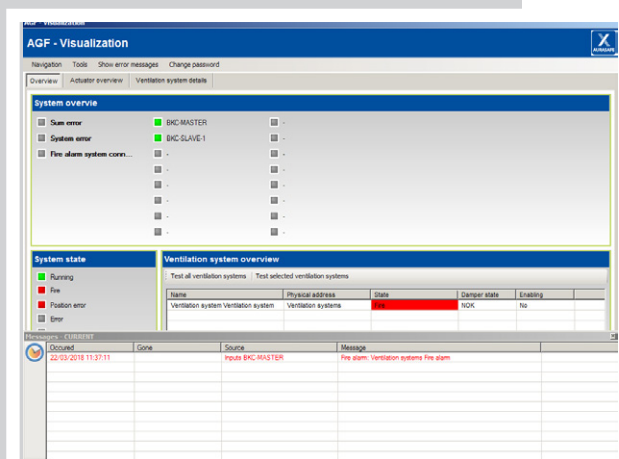 AGF - Visualization
AGF - Visualization
X
AUMASAFE
Navigation Tools Show error messages Change password
Overview Actuator overview Ventilation system details
System overvie
Sum error BKC-MASTER -
System error BKC-SLAVE-1 -
Fire alarm system conn... - -
- -
- -
- -
- -
- -
System state Ventilation system overview
Running Test all ventilation systems Test selected ventilation systems
Fire Name Physical address State Damper state Enabling
Position error Ventilation system Ventilation system Ventilation systems Fire NOK No
Error
Messages - CURRENT
Occured Gone Source Message
22/03/2018 11:37:11 Inputs BKC-MASTER Fire alarm: Ventilation systems Fire alarm